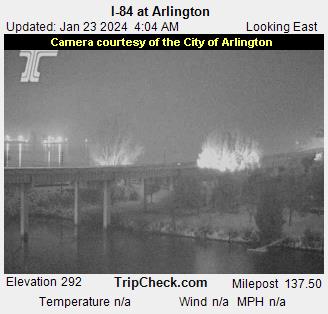 I-84 at Arlington
Updated: Jan 23 2024 4:04 AM Looking East
Camera courtesy of the City of Arlington
Elevation 292 TripCheck.com Milepost 137.50
Temperature n/a Wind n/a MPH n/a